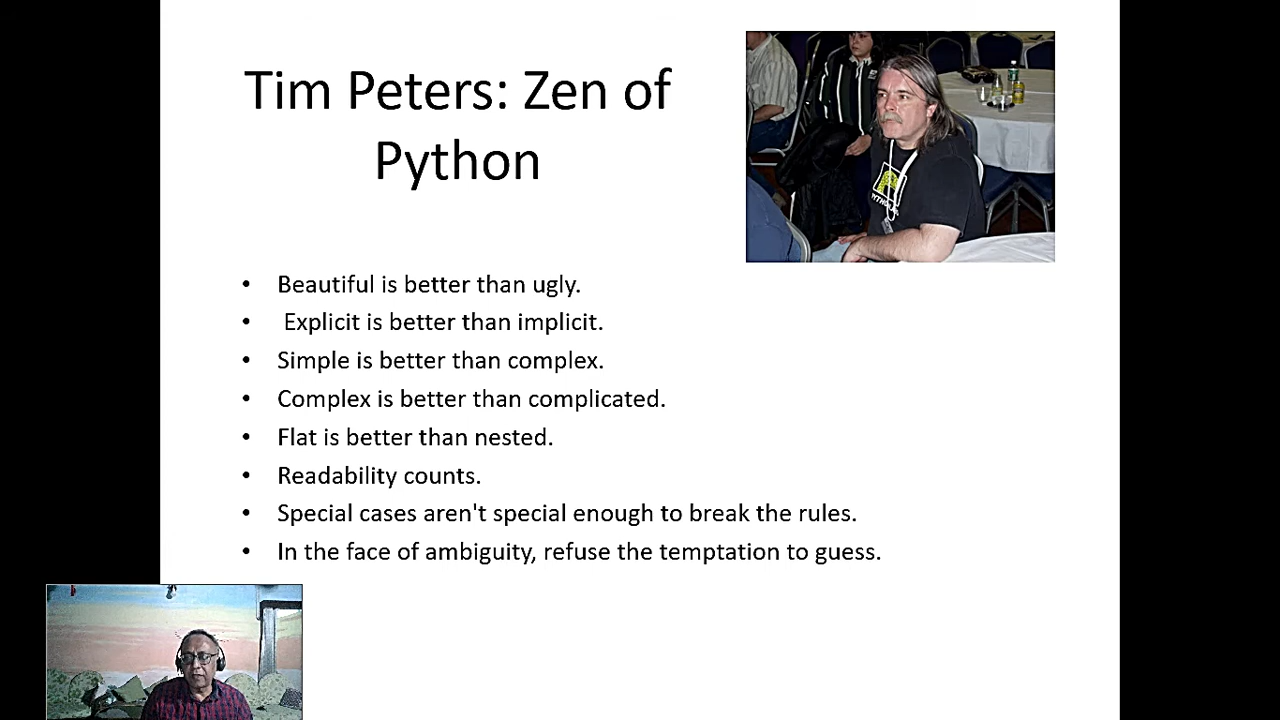 Tim Peters: Zen of
Python
• Beautiful is better than ugly.
• Explicit is better than implicit.
• Simple is better than complex.
• Complex is better than complicated.
• Flat is better than nested.
• Readability counts.
• Special cases aren't special enough to break the rules.
• In the face of ambiguity, refuse the temptation to guess.